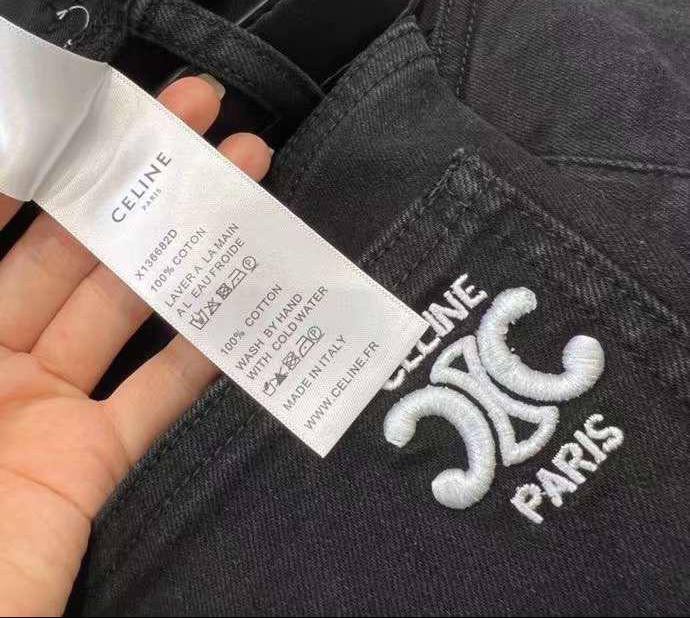 CELINE
PARIS
X136682D
100% COTON
LAVER A LA MAIN
A L EAU FROIDE
100% COTTON
WASH BY HAND
WITH COLD WATER
MADE IN ITALY
WWW.CELINE.FR
CELINE
PARIS